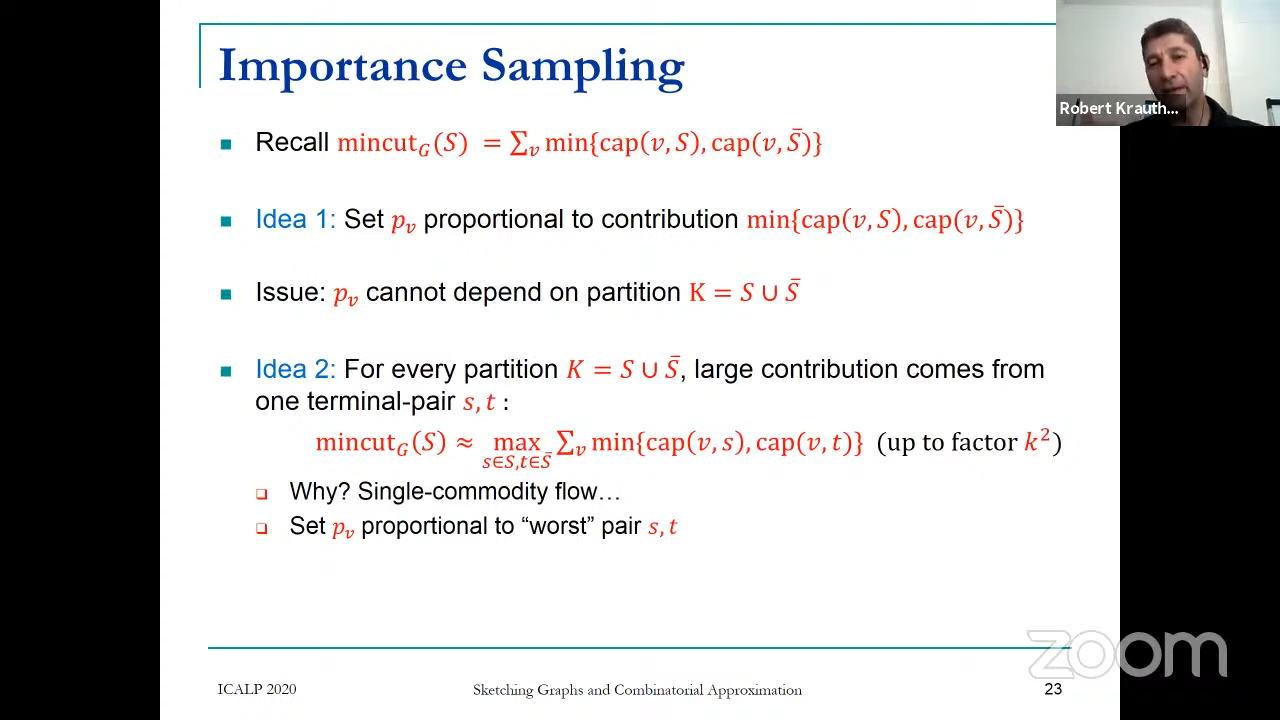 Importance Sampling
Robert Krauth...
Recall mincut_G(S) = ∑_v min{cap(v, S), cap(v, S̄)}
Idea 1: Set p_v proportional to contribution min{cap(v, S), cap(v, S̄)}
Issue: p_v cannot depend on partition K = S ∪ S̄
Idea 2: For every partition K = S ∪ S̄, large contribution comes from
one terminal-pair s, t :
mincut_G(S) ≈ max_{s∈S,t∈S̄} ∑_v min{cap(v, s), cap(v, t)} (up to factor k²)
Why? Single-commodity flow…
Set p_v proportional to “worst” pair s, t
zoom
ICALP 2020
Sketching Graphs and Combinatorial Approximation
23